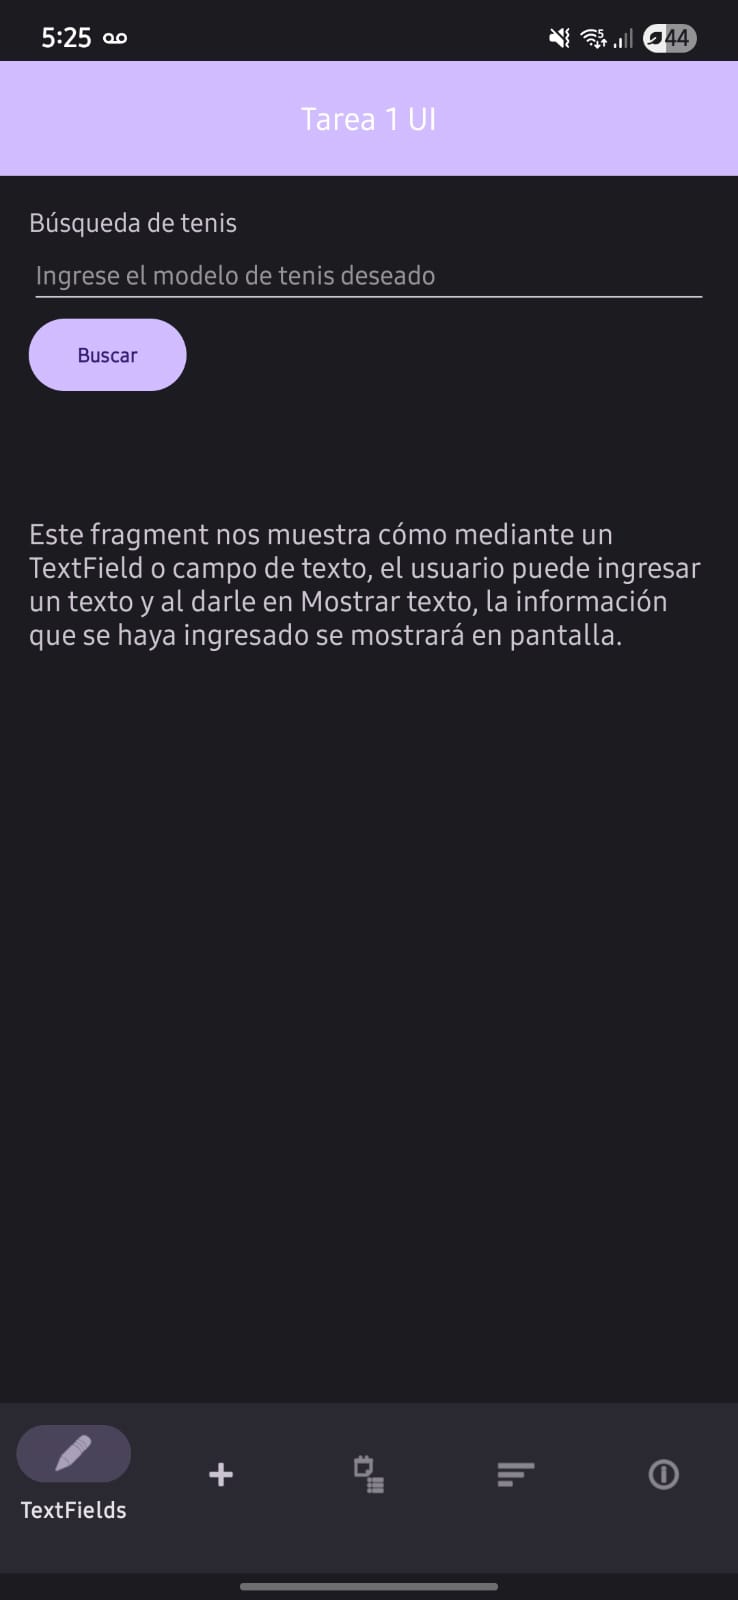 5:25
44
Tarea 1 UI
Búsqueda de tenis
Ingrese el modelo de tenis deseado
Buscar
Este fragment nos muestra cómo mediante un
TextField o campo de texto, el usuario puede ingresar
un texto y al darle en Mostrar texto, la información
que se haya ingresado se mostrará en pantalla.
TextFields